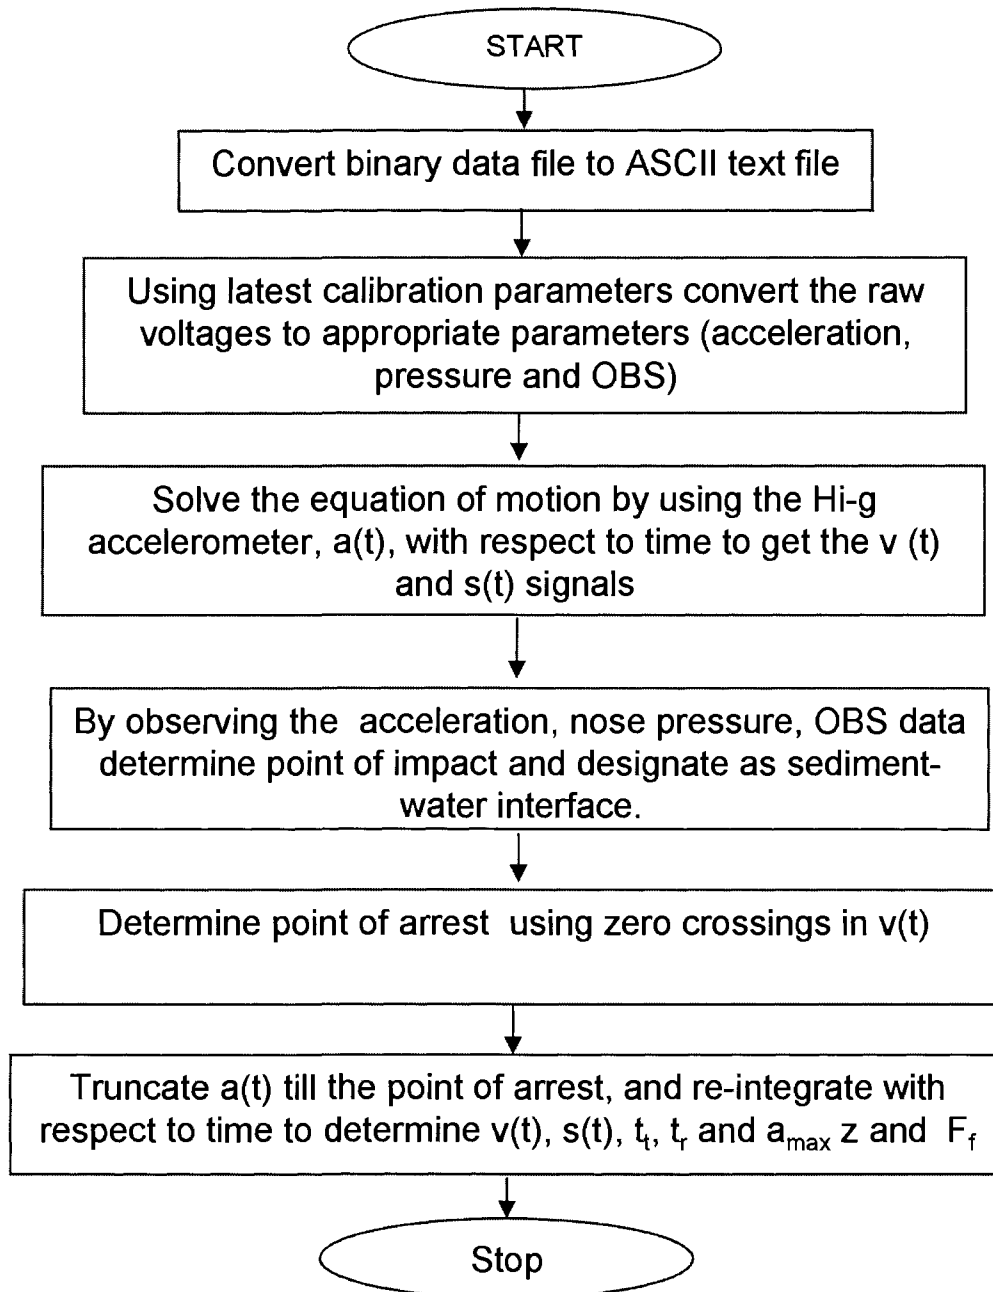 START
Convert binary data file to ASCII text file
Using latest calibration parameters convert the raw
voltages to appropriate parameters (acceleration,
pressure and OBS)
Solve the equation of motion by using the Hi-g
accelerometer, a(t), with respect to time to get the v (t)
and s(t) signals
By observing the acceleration, nose pressure, OBS data
determine point of impact and designate as sediment-
water interface.
Determine point of arrest using zero crossings in v(t)
Truncate a(t) till the point of arrest, and re-integrate with
respect to time to determine v(t), s(t), tₜ, tᵣ and aₘₐₓ z and F_f
Stop